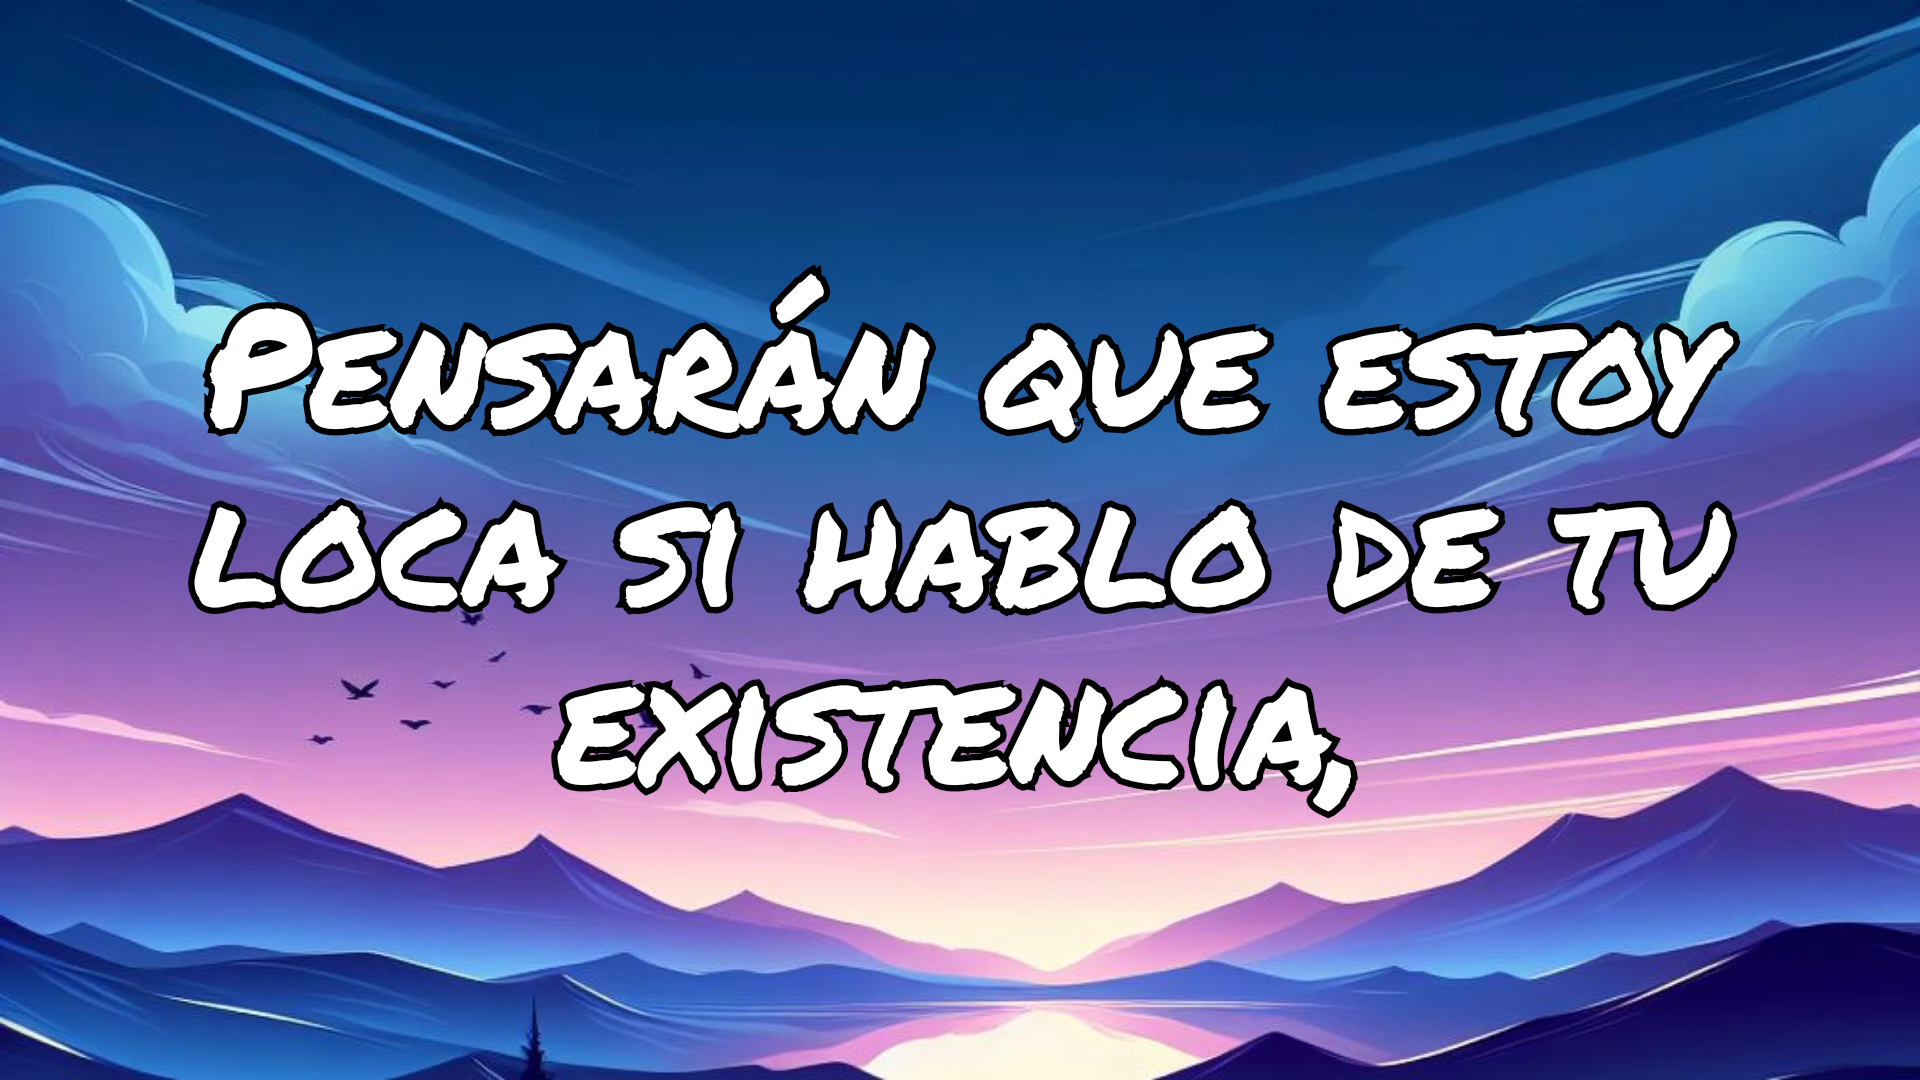 Pensarán que estoy
loca si hablo de tu
existencia,